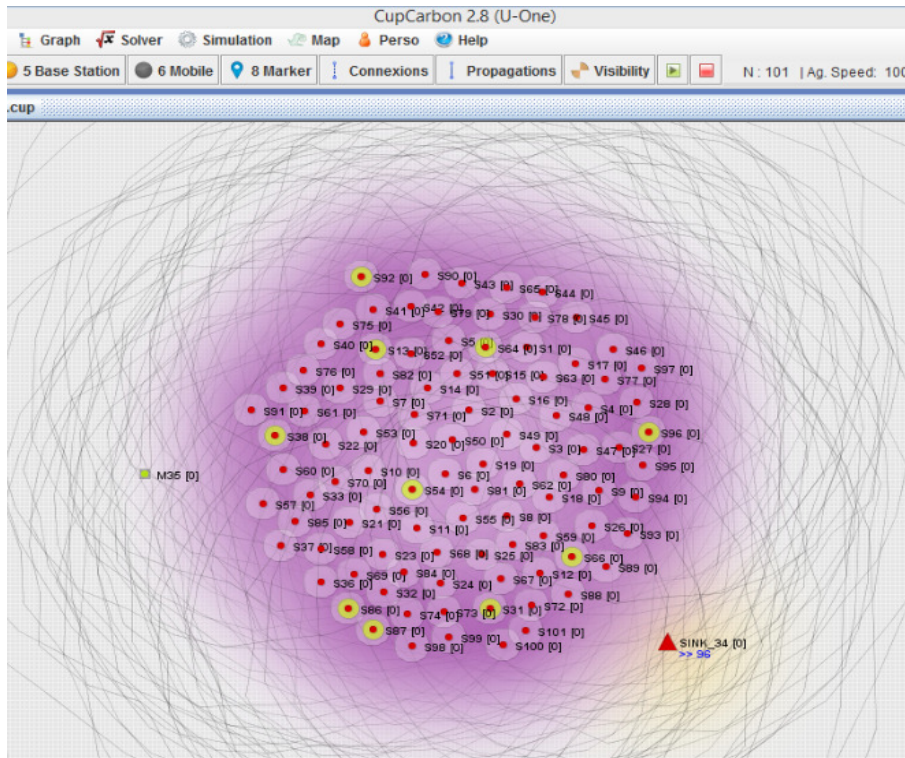 CupCarbon 2.8 (U-One)
Graph Solver Simulation Map Perso Help
5 Base Station 6 Mobile 8 Marker Connexions Propagations Visibility N : 101 | Ag. Speed: 100
.cup
S92 [0] S90 [0] S43 [0] S65 [0] S44 [0]
S41 [0] S42 [0] S79 [0] S30 [0] S78 [0] S45 [0]
S75 [0]
S40 [0] S13 [0] S52 [0] S5 [0] S64 [0] S1 [0] S46 [0]
S76 [0] S82 [0] S51 [0] S15 [0] S63 [0] S17 [0] S77 [0] S97 [0]
S39 [0] S29 [0] S14 [0]
S91 [0] S61 [0] S7 [0] S71 [0] S2 [0] S16 [0] S48 [0] S4 [0] S28 [0]
S38 [0] S22 [0] S53 [0] S20 [0] S50 [0] S49 [0] S3 [0] S47 [0] S27 [0] S96 [0]
M35 [0] S60 [0] S70 [0] S10 [0] S6 [0] S19 [0] S62 [0] S80 [0] S95 [0]
S57 [0] S33 [0] S54 [0] S81 [0] S18 [0] S9 [0] S94 [0]
S85 [0] S21 [0] S56 [0] S11 [0] S55 [0] S8 [0] S59 [0] S26 [0] S93 [0]
S37 [0] S58 [0] S23 [0] S68 [0] S25 [0] S83 [0] S66 [0] S89 [0]
S36 [0] S69 [0] S84 [0] S24 [0] S67 [0] S12 [0]
S32 [0] S88 [0]
S86 [0] S74 [0] S73 [0] S31 [0] S72 [0]
S87 [0] S98 [0] S99 [0] S100 [0] S101 [0] SINK_34 [0]
>> 96